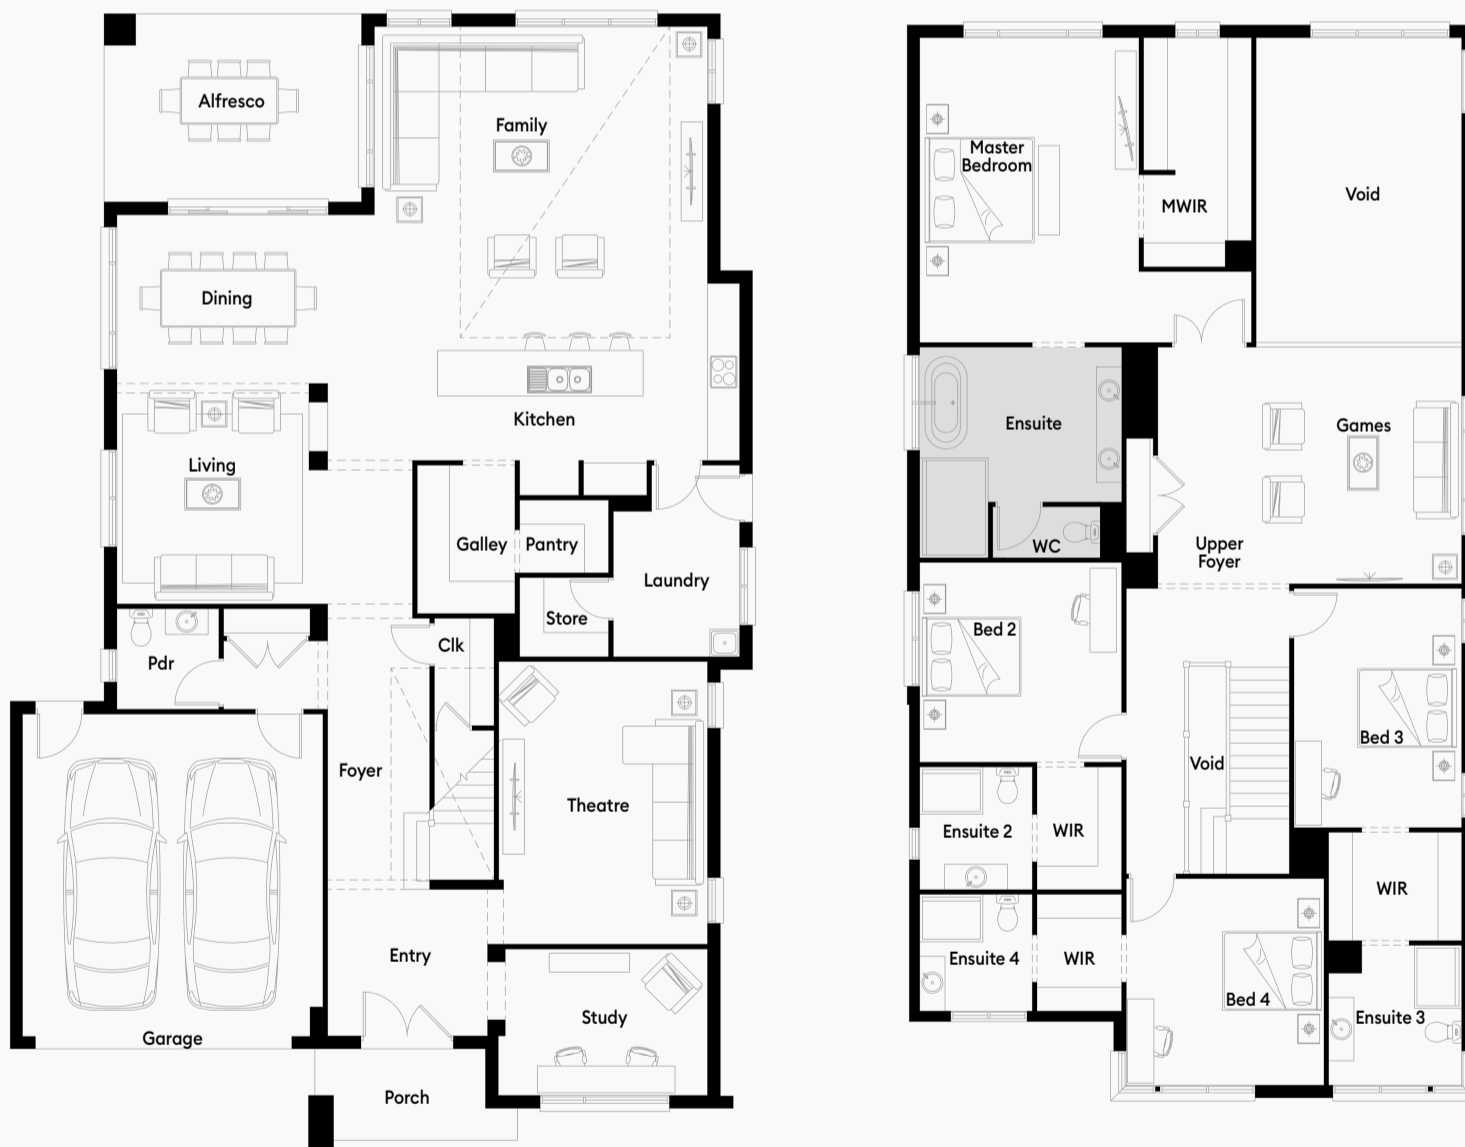 Alfresco
Family
Dining
Kitchen
Living
Galley
Pantry
Laundry
Store
Clk
Pdr
Foyer
Theatre
Entry
Study
Garage
Porch
Master
Bedroom
MWIR
Void
Ensuite
Games
WC
Upper
Foyer
Bed 2
Bed 3
Void
Ensuite 2
WIR
WIR
Ensuite 4
WIR
Bed 4
Ensuite 3